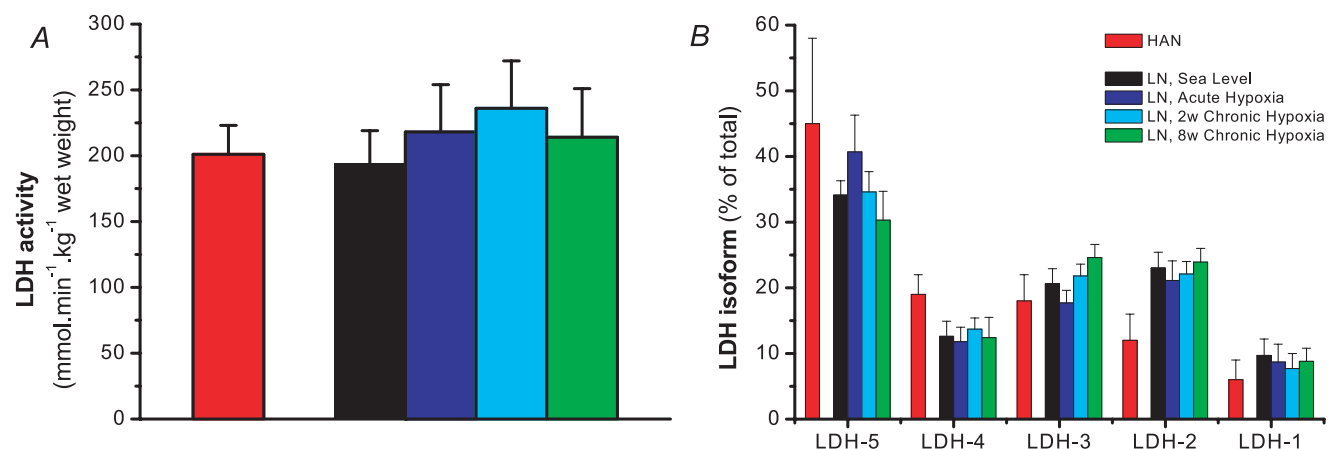 A
LDH activity
(mmol.min⁻¹.kg⁻¹ wet weight)
300
250
200
150
100
50
0
B
LDH isoform (% of total)
60
50
40
30
20
10
0
HAN
LN, Sea Level
LN, Acute Hypoxia
LN, 2w Chronic Hypoxia
LN, 8w Chronic Hypoxia
LDH-5 LDH-4 LDH-3 LDH-2 LDH-1